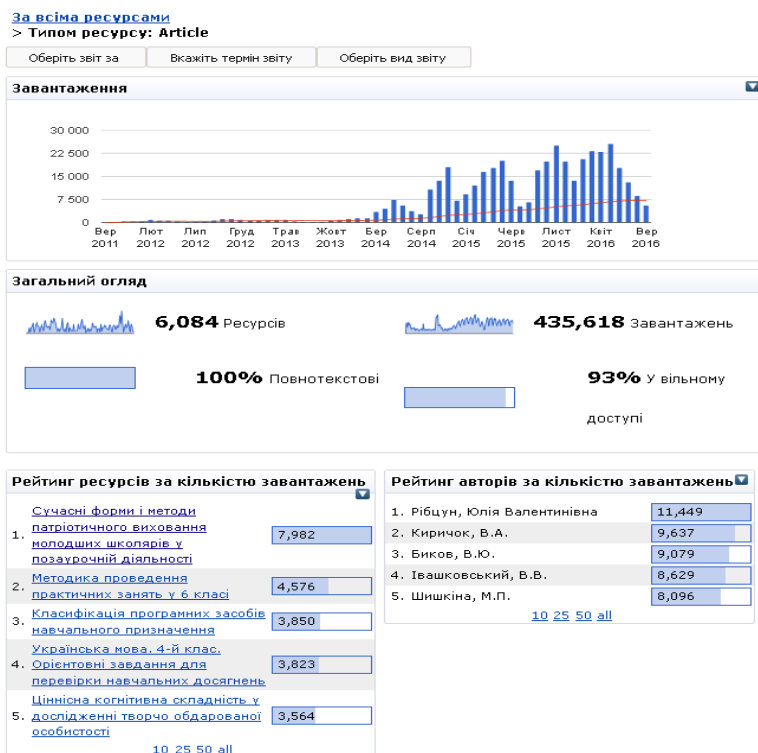 За всіма ресурсами
> Типом ресурсу: Article
Оберіть звіт за
Вкажіть термін звіту
Оберіть вид звіту
Завантаження
30 000
22 500
15 000
7 500
0
Вер 2011
Лют 2012
Лип 2012
Груд 2012
Трав 2013
Жовт 2013
Бер 2014
Серп 2014
Січ 2015
Черв 2015
Лист 2015
Квіт 2016
Вер 2016
Загальний огляд
6,084 Ресурсів
435,618 Завантажень
100% Повнотекстові
93% У вільному
доступі
Рейтинг ресурсів за кількістю завантажень
1. Сучасні форми і методи
патріотичного виховання
молодших школярів у
позаурочній діяльності
7,982
2. Методика проведення
практичних занять у 6 класі
4,576
3. Класифікація програмних засобів
навчального призначення
3,850
Українська мова. 4-й клас.
4. Орієнтовні завдання для
перевірки навчальних досягнень
3,823
Ціннісна когнітивна складність у
5. дослідженні творчо обдарованої
особистості
3,564
10 25 50 all
Рейтинг авторів за кількістю завантажень
1. Рібцун, Юлія Валентинівна 11,449
2. Киричок, В.А. 9,637
3. Биков, В.Ю. 9,079
4. Івашковський, В.В. 8,629
5. Шишкіна, М.П. 8,096
10 25 50 all